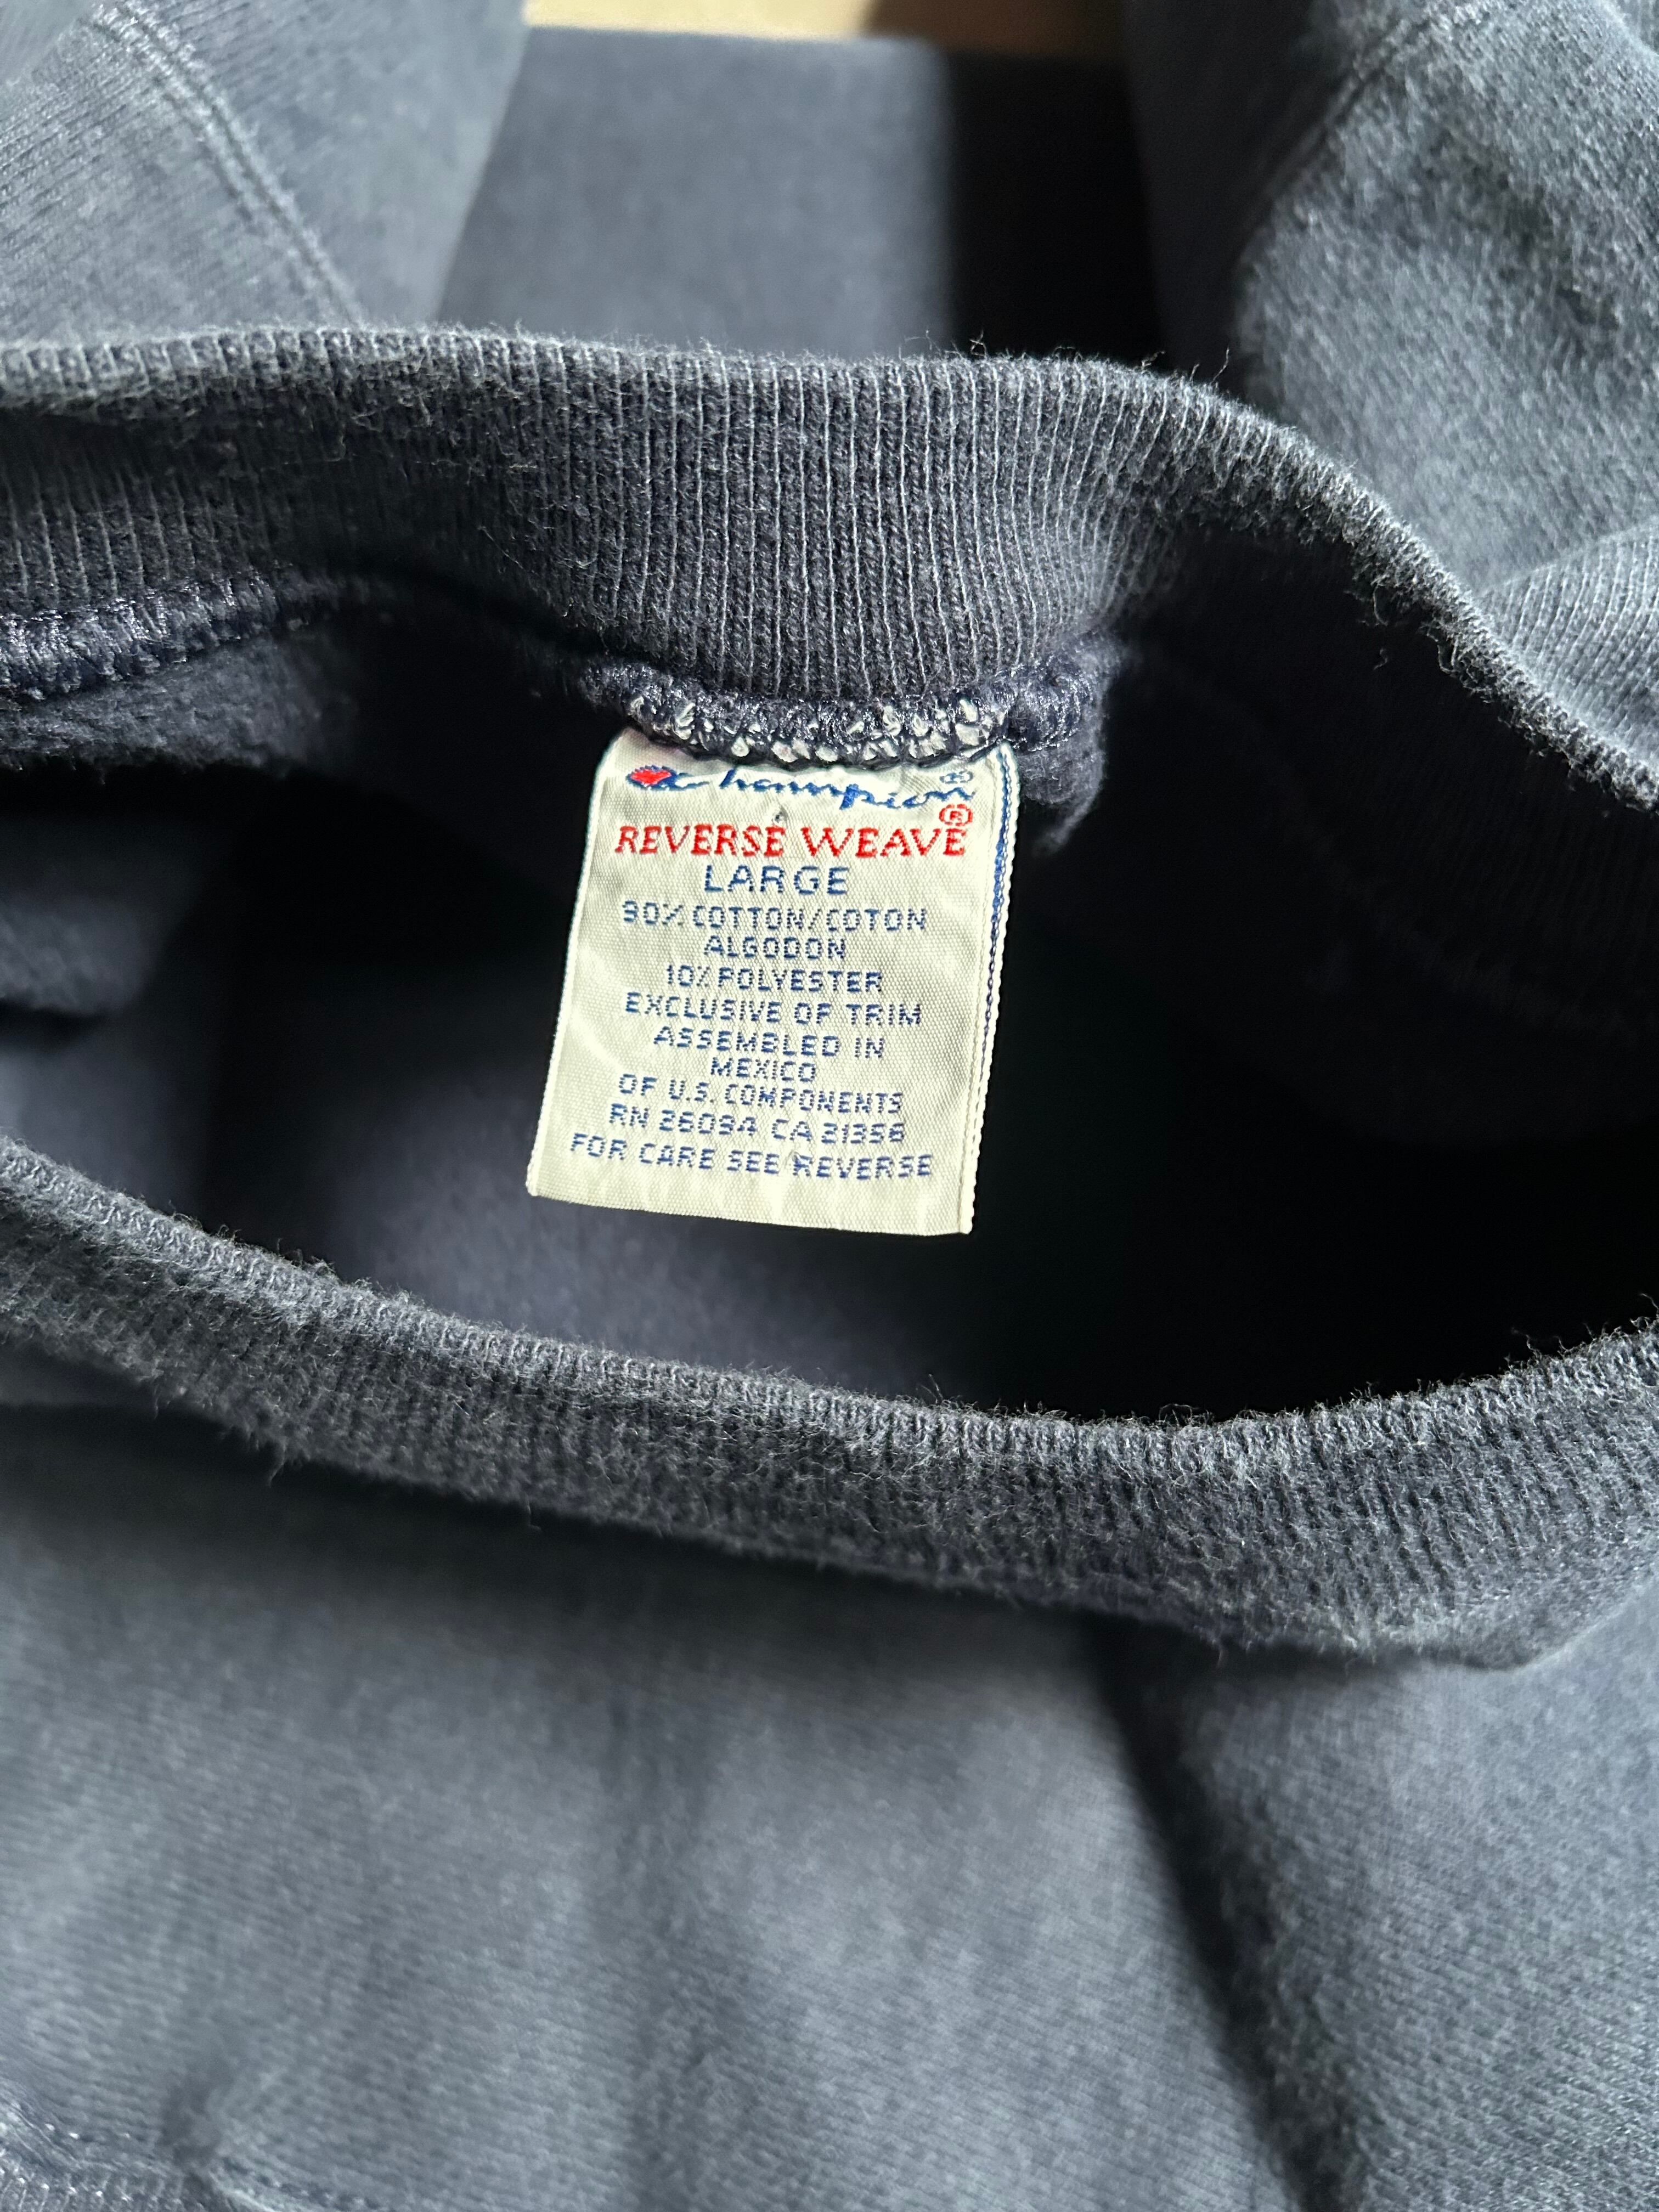 Champion®
REVERSE WEAVE®
LARGE
90% COTTON/COTON
ALGODON
10% POLYESTER
EXCLUSIVE OF TRIM
ASSEMBLED IN
MEXICO
OF U.S. COMPONENTS
RN 26094 CA 21356
FOR CARE SEE REVERSE